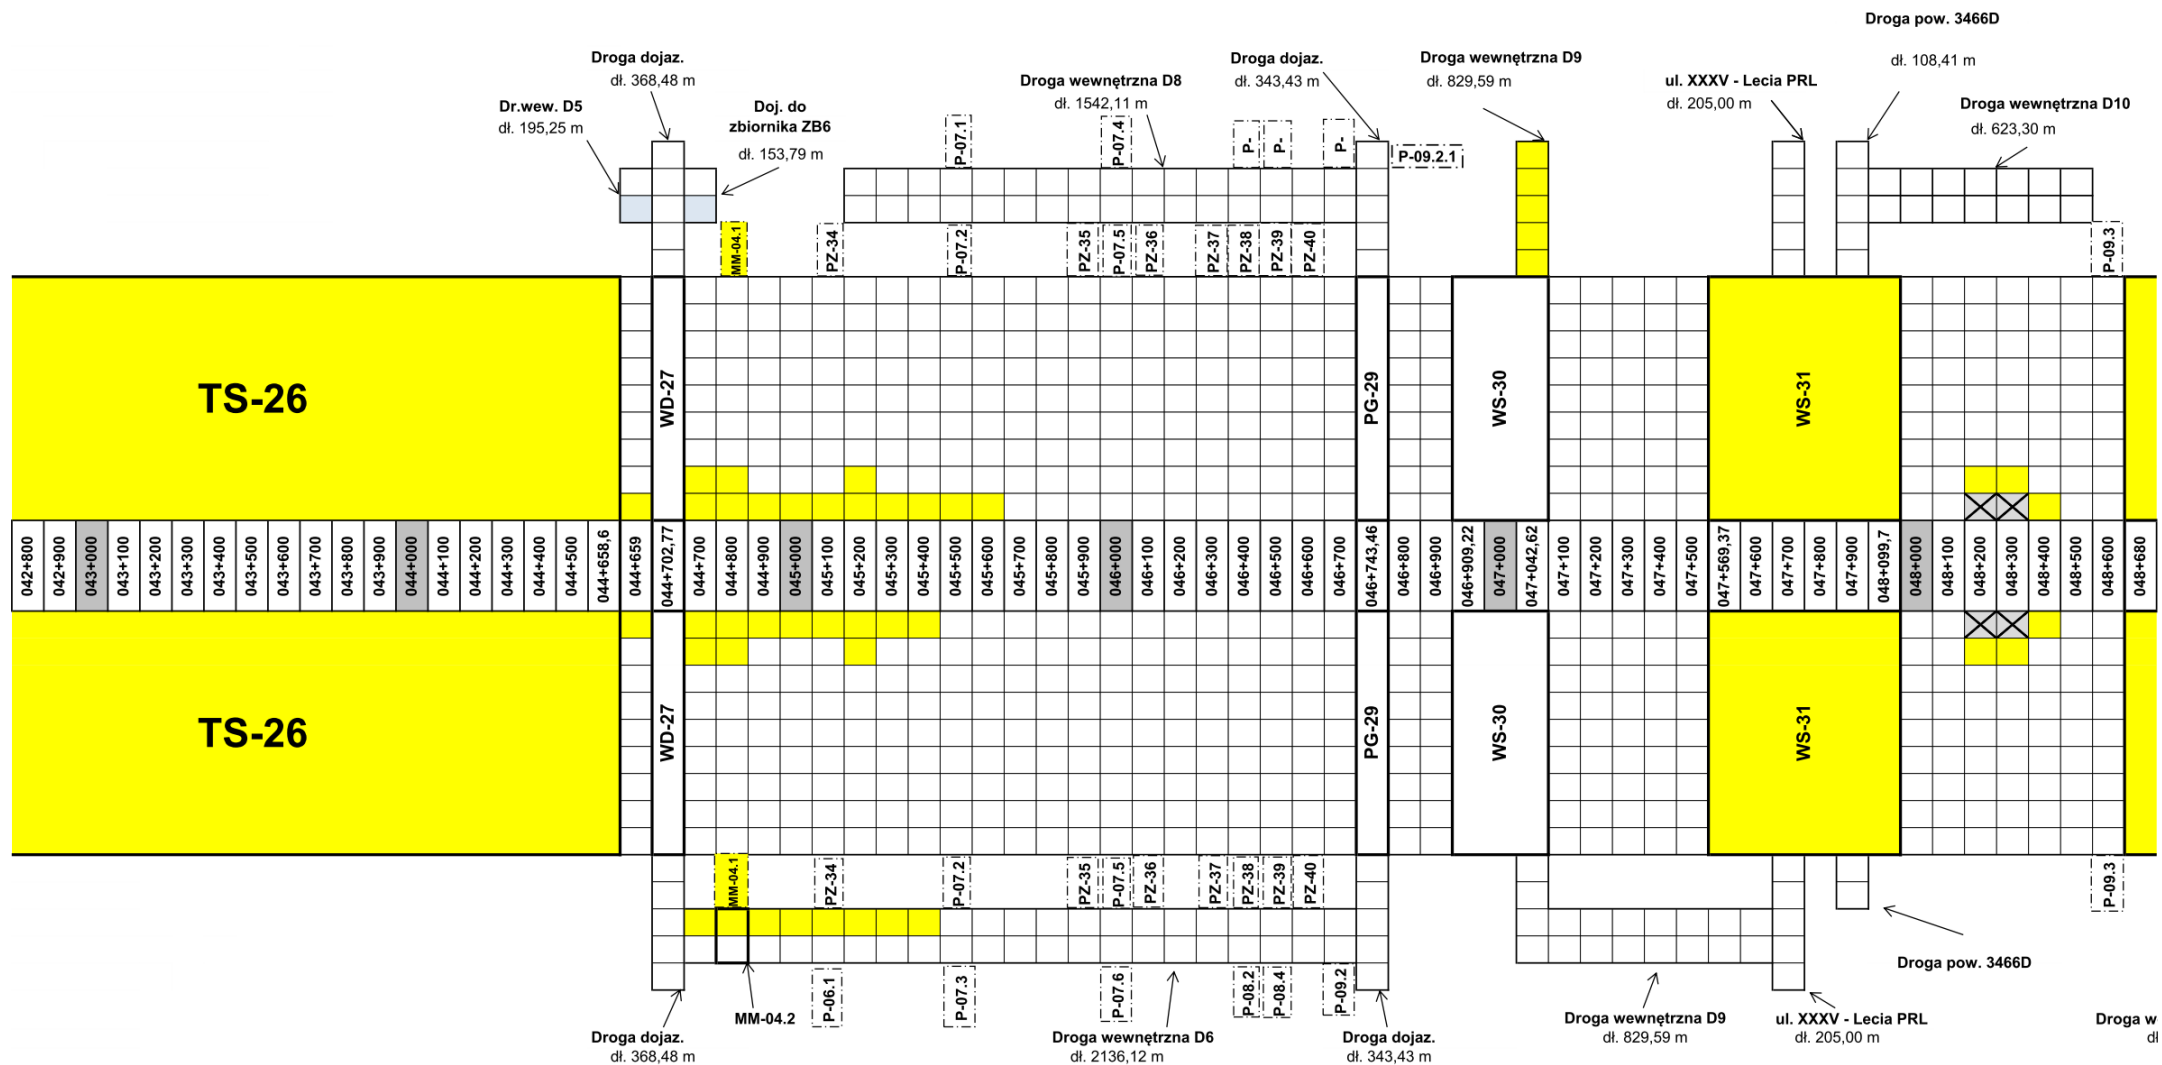 Droga pow. 3466D
dł. 108,41 m
Droga dojaz.
dł. 368,48 m
Droga wewnętrzna D8
dł. 1542,11 m
Droga dojaz.
dł. 343,43 m
Droga wewnętrzna D9
dł. 829,59 m
ul. XXXV - Lecia PRL
dł. 205,00 m
Dr.wew. D5
dł. 195,25 m
Doj. do
zbiornika ZB6
dł. 153,79 m
Droga wewnętrzna D10
dł. 623,30 m
P-07.1
P-07.4
P-
P-
P-
P-09.2.1
MM-04.1
PZ-34
P-07.2
PZ-35
P-07.5
PZ-36
PZ-37
PZ-38
PZ-39
PZ-40
P-09.3
TS-26
WD-27
PG-29
WS-30
WS-31
042+800
042+900
043+000
043+100
043+200
043+300
043+400
043+500
043+600
043+700
043+800
043+900
044+000
044+100
044+200
044+300
044+400
044+500
044+658,6
044+659
044+702,77
044+700
044+800
044+900
045+000
045+100
045+200
045+300
045+400
045+500
045+600
045+700
045+800
045+900
046+000
046+100
046+200
046+300
046+400
046+500
046+600
046+700
046+743,46
046+800
046+900
046+909,22
047+000
047+042,62
047+100
047+200
047+300
047+400
047+500
047+569,37
047+600
047+700
047+800
047+900
048+099,7
048+000
048+100
048+200
048+300
048+400
048+500
048+600
048+680
TS-26
WD-27
PG-29
WS-30
WS-31
MM-04.1
PZ-34
P-07.2
PZ-35
P-07.5
PZ-36
PZ-37
PZ-38
PZ-39
PZ-40
P-09.3
P-06.1
P-07.3
P-07.6
P-08.2
P-08.4
P-09.2
Droga pow. 3466D
MM-04.2
Droga dojaz.
dł. 368,48 m
Droga wewnętrzna D6
dł. 2136,12 m
Droga dojaz.
dł. 343,43 m
Droga wewnętrzna D9
dł. 829,59 m
ul. XXXV - Lecia PRL
dł. 205,00 m
Droga w
dł